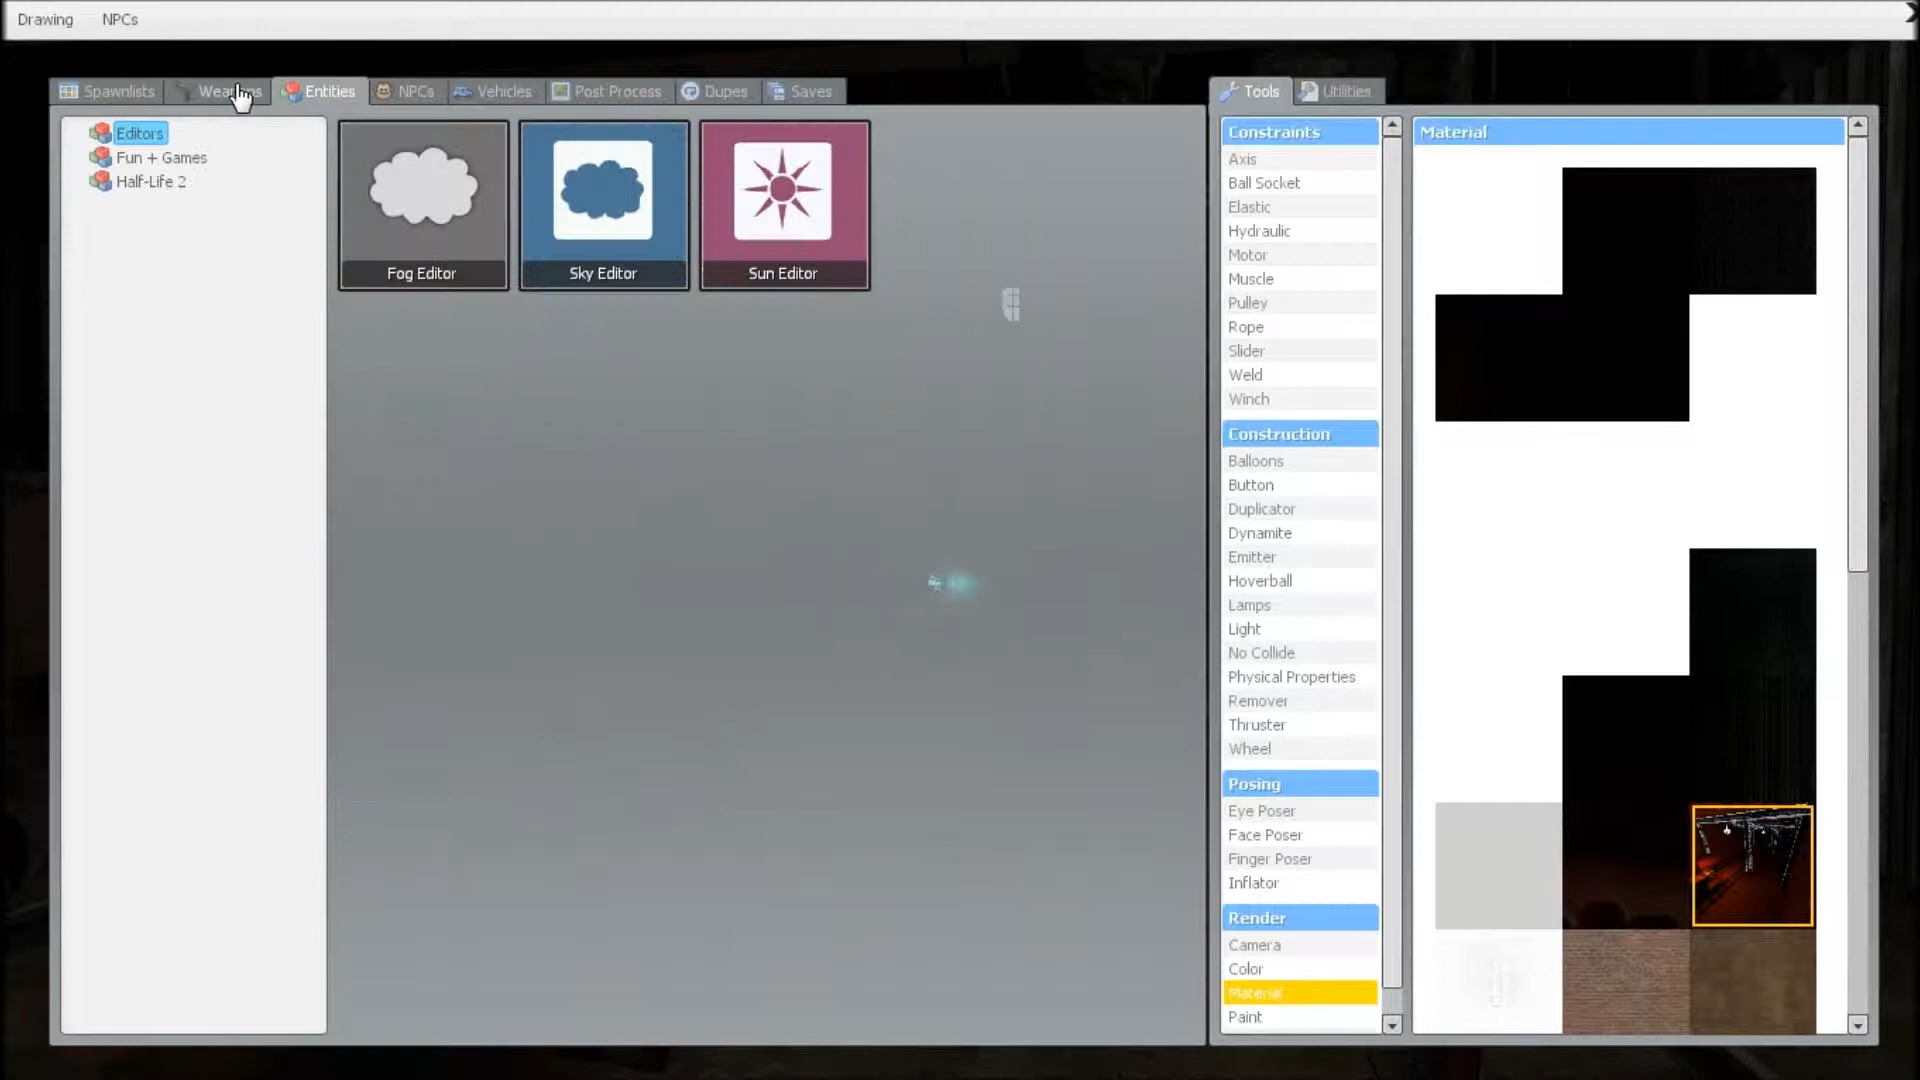 Drawing NPCs
Spawnlists Weapons Entities NPCs Vehicles Post Process Dupes Saves
Tools Utilities
Editors
Fun + Games
Half-Life 2
Fog Editor
Sky Editor
Sun Editor
Constraints
Axis
Ball Socket
Elastic
Hydraulic
Motor
Muscle
Pulley
Rope
Slider
Weld
Winch
Construction
Balloons
Button
Duplicator
Dynamite
Emitter
Hoverball
Lamps
Light
No Collide
Physical Properties
Remover
Thruster
Wheel
Posing
Eye Poser
Face Poser
Finger Poser
Inflator
Render
Camera
Color
Material
Paint
Material